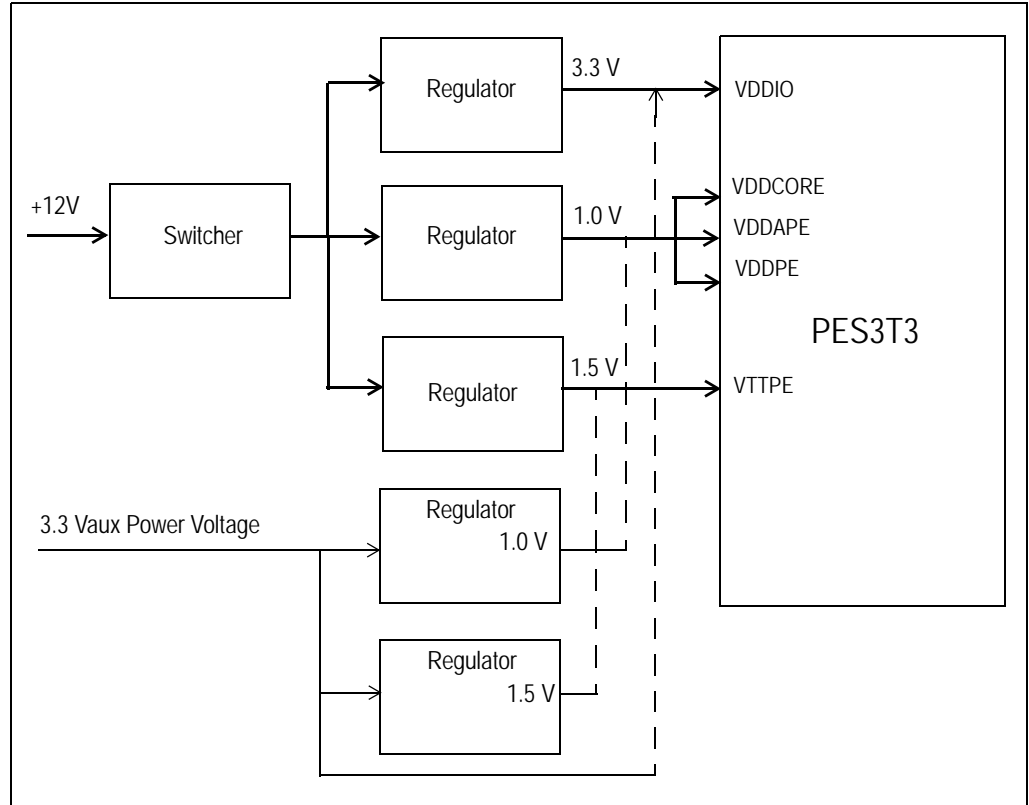 Regulator
3.3 V
VDDIO
+12V
Switcher
Regulator
1.0 V
VDDCORE
VDDAPE
VDDPE
PES3T3
Regulator
1.5 V
VTTPE
3.3 Vaux Power Voltage
Regulator
1.0 V
Regulator
1.5 V